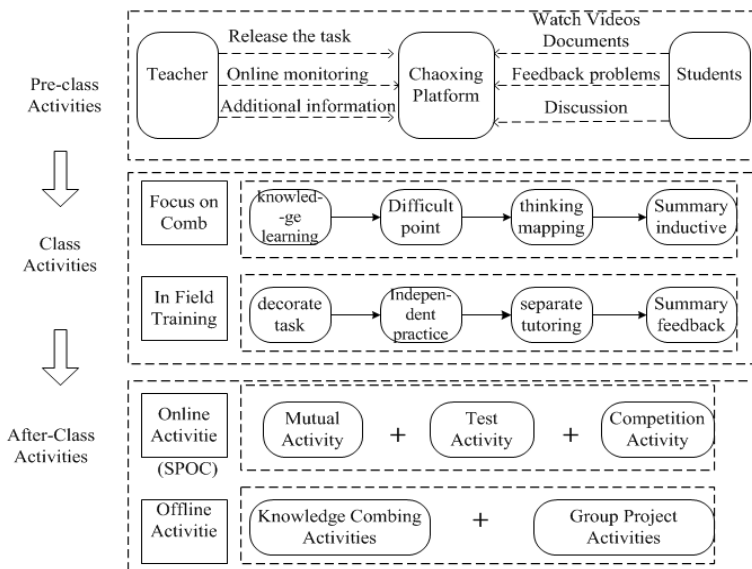 Pre-class
Activities
Teacher
Release the task
Online monitoring
Additional information
Chaoxing
Platform
Watch Videos
Documents
Feedback problems
Discussion
Students
Class
Activities
Focus on
Comb
knowled-
-ge
learning
Difficult
point
thinking
mapping
Summary
inductive
In Field
Training
decorate
task
Indepen-
dent
practice
separate
tutoring
Summary
feedback
After-Class
Activities
Online
Activitie
(SPOC)
Mutual
Activity
+
Test
Activity
+
Competition
Activity
Offline
Activitie
Knowledge Combing
Activities
+
Group Project
Activities